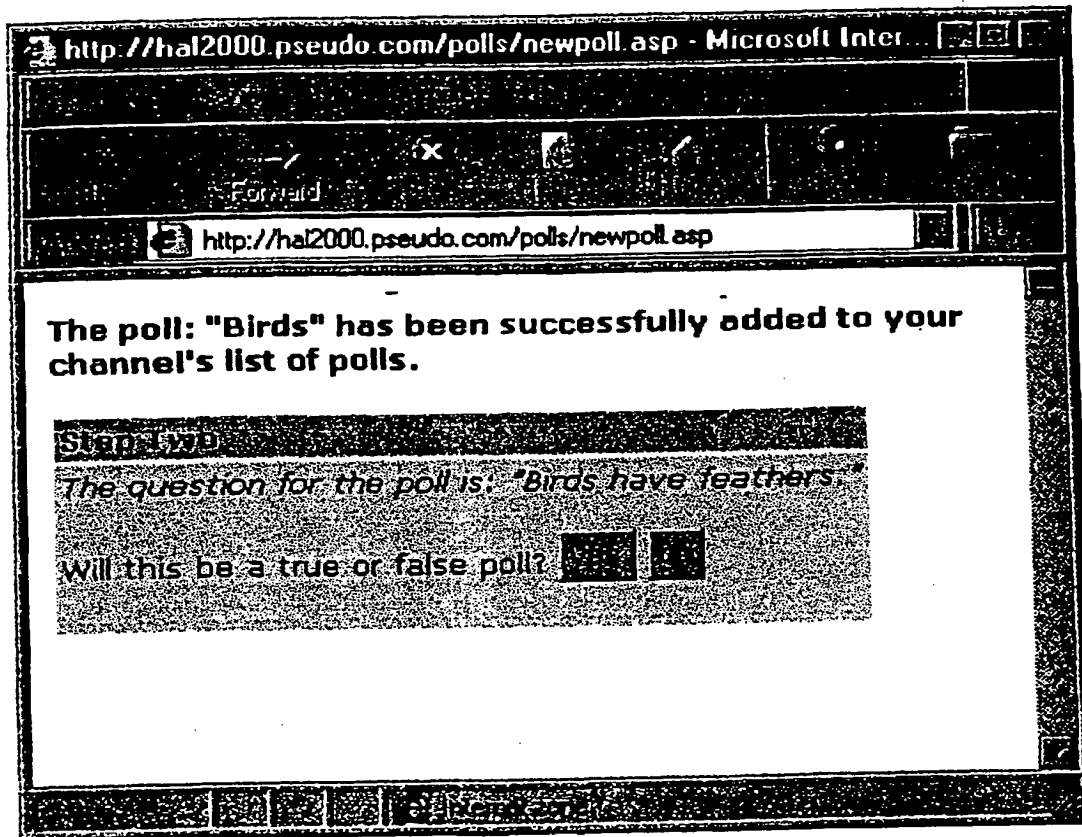 http://hal2000.pseudo.com/polls/newpoll.asp - Microsoft Inter...
Forward
http://hal2000.pseudo.com/polls/newpoll.asp
The poll: "Birds" has been successfully added to your
channel's list of polls.
Step Two
The question for the poll is: "Birds have feathers."
Will this be a true or false poll?